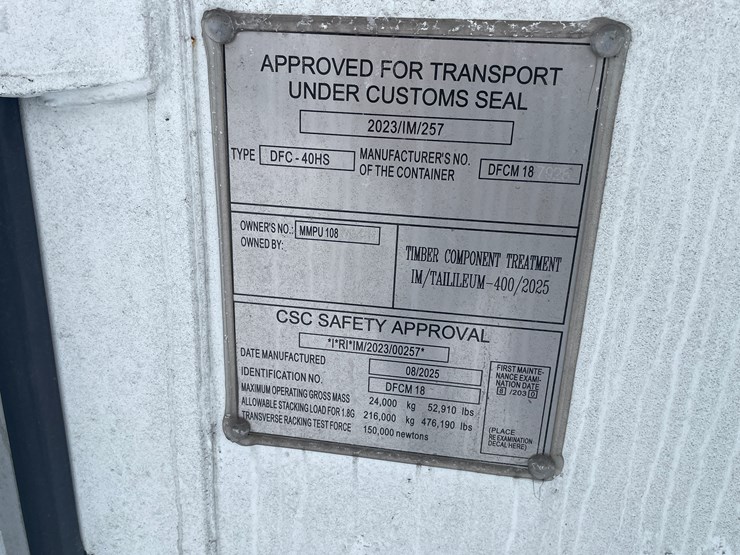 APPROVED FOR TRANSPORT
UNDER CUSTOMS SEAL
2023/IM/257
TYPE DFC - 40HS MANUFACTURER'S NO. OF THE CONTAINER DFCM 18
OWNER'S NO.: MMPU 108
OWNED BY:
TIMBER COMPONENT TREATMENT
IM/TAILILEUM-400/2025
CSC SAFETY APPROVAL
*I*RI*IM/2023/00257*
DATE MANUFACTURED 08/2025
IDENTIFICATION NO. DFCM 18
MAXIMUM OPERATING GROSS MASS 24,000 kg 52,910 lbs
ALLOWABLE STACKING LOAD FOR 1.8G 216,000 kg 476,190 lbs
TRANSVERSE RACKING TEST FORCE 150,000 newtons
FIRST MAINTE-
NANCE EXAMI-
NATION DATE
8 /203 0
(PLACE
RE EXAMINATION
DECAL HERE)